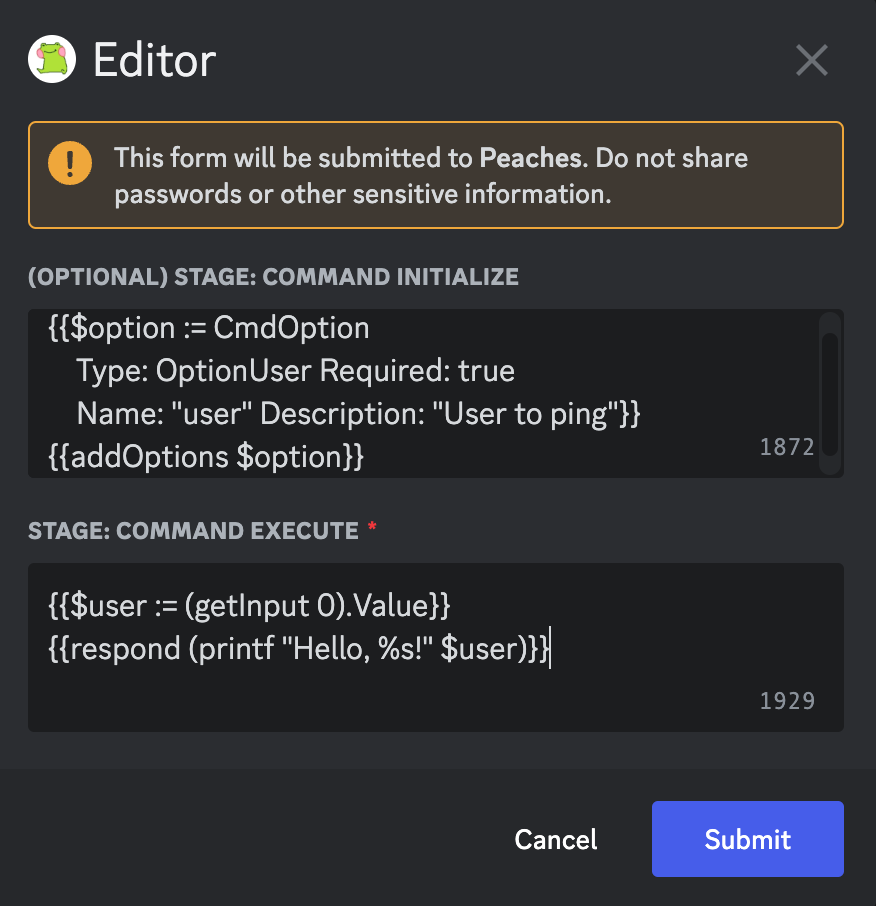 Editor
This form will be submitted to Peaches. Do not share
passwords or other sensitive information.
(OPTIONAL) STAGE: COMMAND INITIALIZE
{{$option := CmdOption
    Type: OptionUser Required: true
    Name: "user" Description: "User to ping"}}
{{addOptions $option}}
1872
STAGE: COMMAND EXECUTE *
{{$user := (getInput 0).Value}}
{{respond (printf "Hello, %s!" $user)}}
1929
Cancel Submit